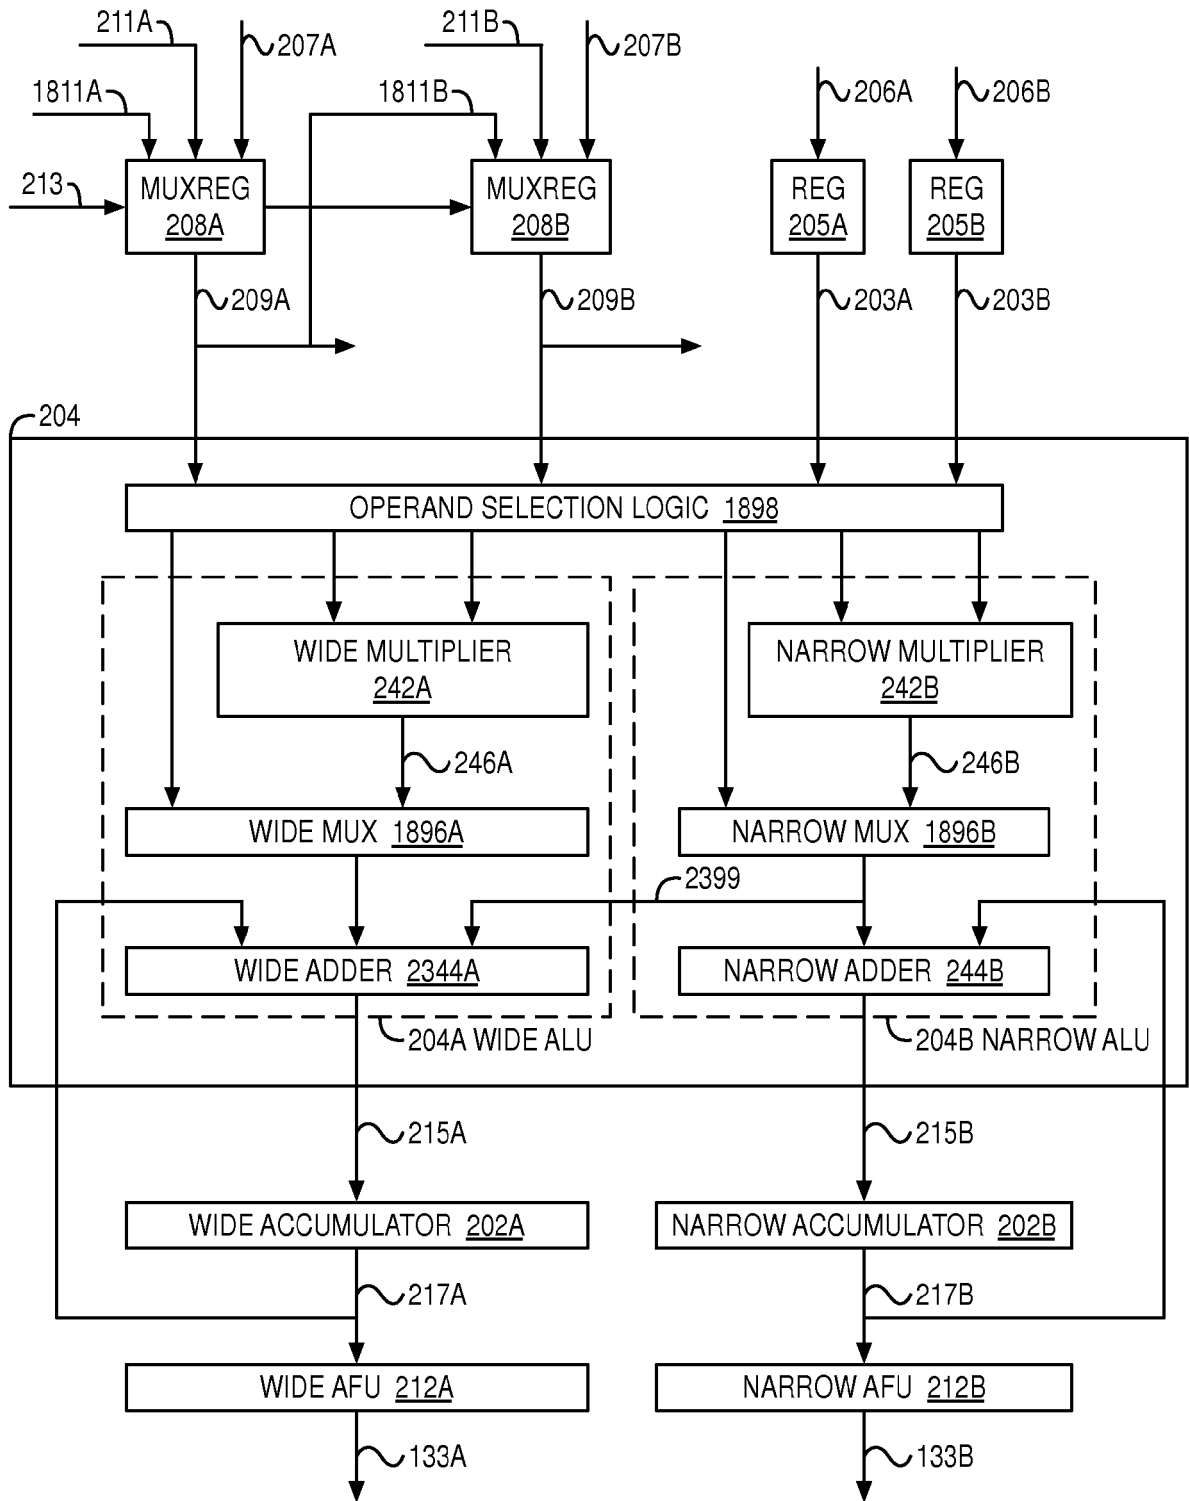 211A
207A
211B
207B
1811A
1811B
206A
206B
213
MUXREG
208A
MUXREG
208B
REG
205A
REG
205B
209A
209B
203A
203B
204
OPERAND SELECTION LOGIC 1898
WIDE MULTIPLIER
242A
NARROW MULTIPLIER
242B
246A
246B
WIDE MUX 1896A
NARROW MUX 1896B
2399
WIDE ADDER 2344A
NARROW ADDER 244B
204A WIDE ALU
204B NARROW ALU
215A
215B
WIDE ACCUMULATOR 202A
NARROW ACCUMULATOR 202B
217A
217B
WIDE AFU 212A
NARROW AFU 212B
133A
133B